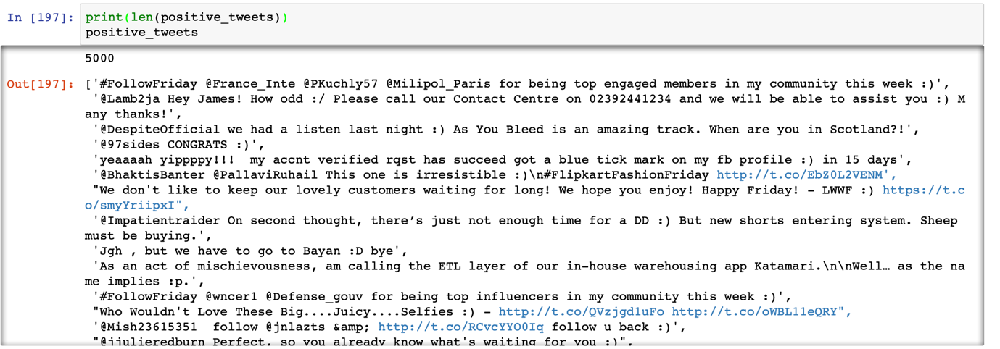 In [197]: print(len(positive_tweets))
positive_tweets
5000
Out[197]: ['#FollowFriday @France_Inte @PKuchly57 @Milipol_Paris for being top engaged members in my community this week :)',
'@Lamb2ja Hey James! How odd :/ Please call our Contact Centre on 02392441234 and we will be able to assist you :) M
any thanks!',
'@DespiteOfficial we had a listen last night :) As You Bleed is an amazing track. When are you in Scotland?!',
'@97sides CONGRATS :)',
'yeaaaah yippppy!!!  my accnt verified rqst has succeed got a blue tick mark on my fb profile :) in 15 days',
'@BhaktisBanter @PallaviRuhail This one is irresistible :)\n#FlipkartFashionFriday http://t.co/EbZ0L2VENM',
"We don't like to keep our lovely customers waiting for long! We hope you enjoy! Happy Friday! - LWWF :) https://t.c
o/smyYriipxI",
'@Impatientraider On second thought, there’s just not enough time for a DD :) But new shorts entering system. Sheep
must be buying.',
'Jgh , but we have to go to Bayan :D bye',
'As an act of mischievousness, am calling the ETL layer of our in-house warehousing app Katamari.\n\nWell… as the na
me implies :p.',
'#FollowFriday @wncer1 @Defense_gouv for being top influencers in my community this week :)',
"Who Wouldn't Love These Big....Juicy....Selfies :) - http://t.co/QVzjgd1uFo http://t.co/oWBL11eQRY",
'@Mish23615351  follow @jnlazts &amp; http://t.co/RCvcYYO0Iq follow u back :)',
"@jjulieredburn Perfect, so you already know what's waiting for you :)",